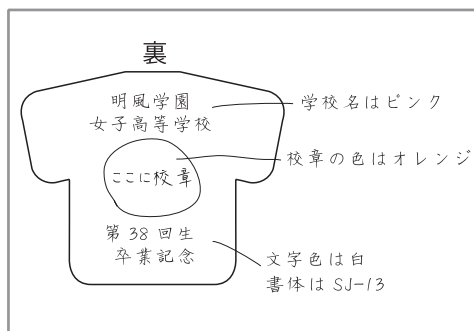 裏
明風学園
女子高等学校
学校名はピンク
校章の色はオレンジ
ここに校章
第38回生
卒業記念
文字色は白
書体はSJ-13